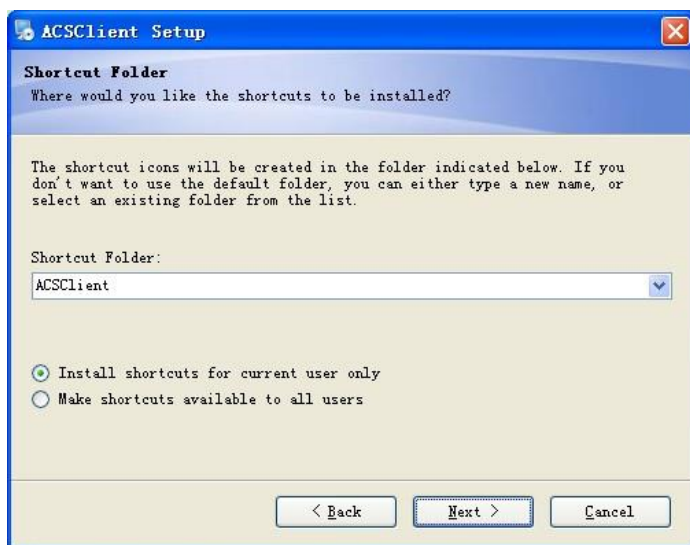 ACSClient Setup
Shortcut Folder
Where would you like the shortcuts to be installed?
The shortcut icons will be created in the folder indicated below. If you
don't want to use the default folder, you can either type a new name, or
select an existing folder from the list.
Shortcut Folder:
ACSClient
Install shortcuts for current user only
Make shortcuts available to all users
< Back
Next >
Cancel